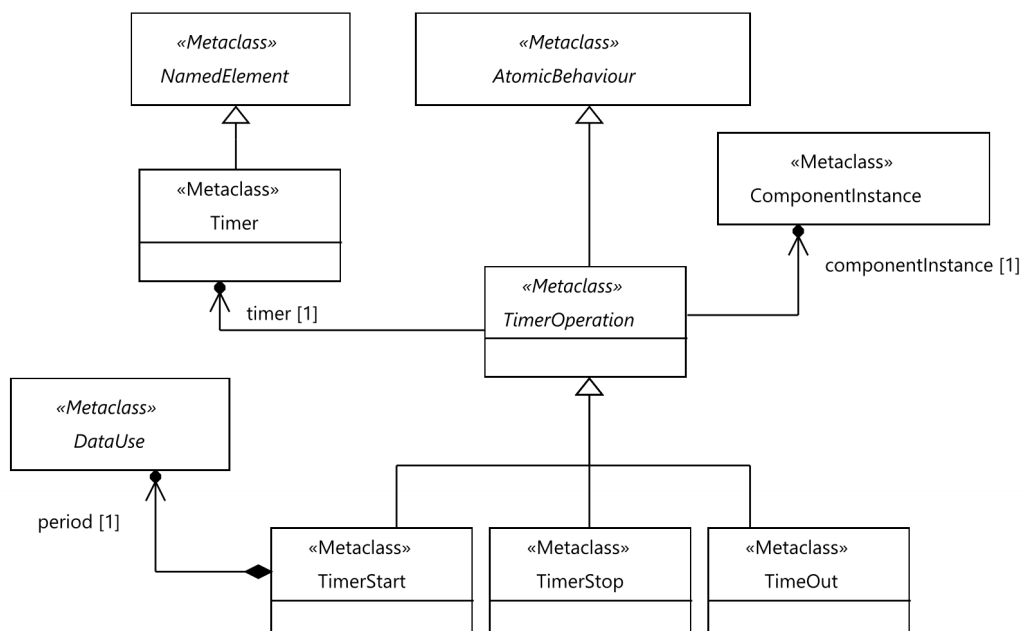 «Metaclass»
NamedElement
«Metaclass»
AtomicBehaviour
«Metaclass»
Timer
«Metaclass»
ComponentInstance
componentInstance [1]
timer [1]
«Metaclass»
TimerOperation
«Metaclass»
DataUse
period [1]
«Metaclass»
TimerStart
«Metaclass»
TimerStop
«Metaclass»
TimeOut